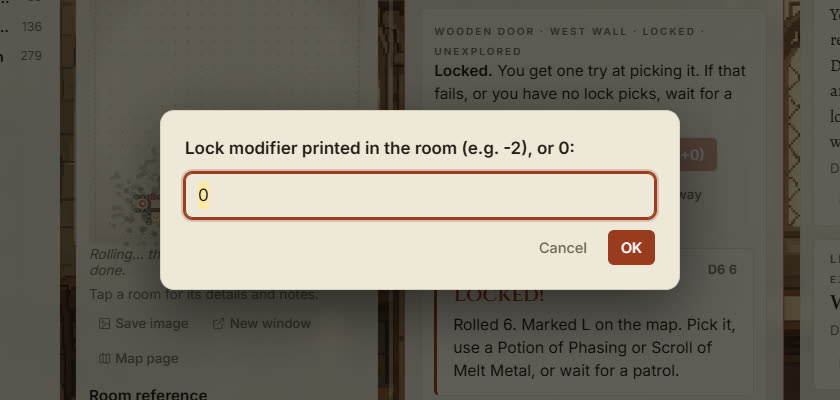 136
279
Rolling... th
done.
Tap a room for its details and notes.
Save image
New window
Map page
Room reference
WOODEN DOOR · WEST WALL · LOCKED ·
UNEXPLORED
Locked. You get one try at picking it. If that
fails, or you have no lock picks, wait for a
+0)
way
Lock modifier printed in the room (e.g. -2), or 0:
0
Cancel
OK
D6 6
LOCKED!
Rolled 6. Marked L on the map. Pick it,
use a Potion of Phasing or Scroll of
Melt Metal, or wait for a patrol.